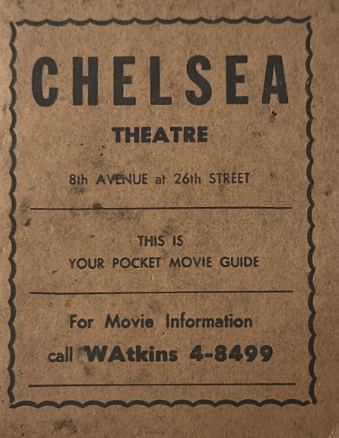 CHELSEA
THEATRE
8th AVENUE at 26th STREET
THIS IS
YOUR POCKET MOVIE GUIDE
For Movie Information
call WAtkins 4-8499